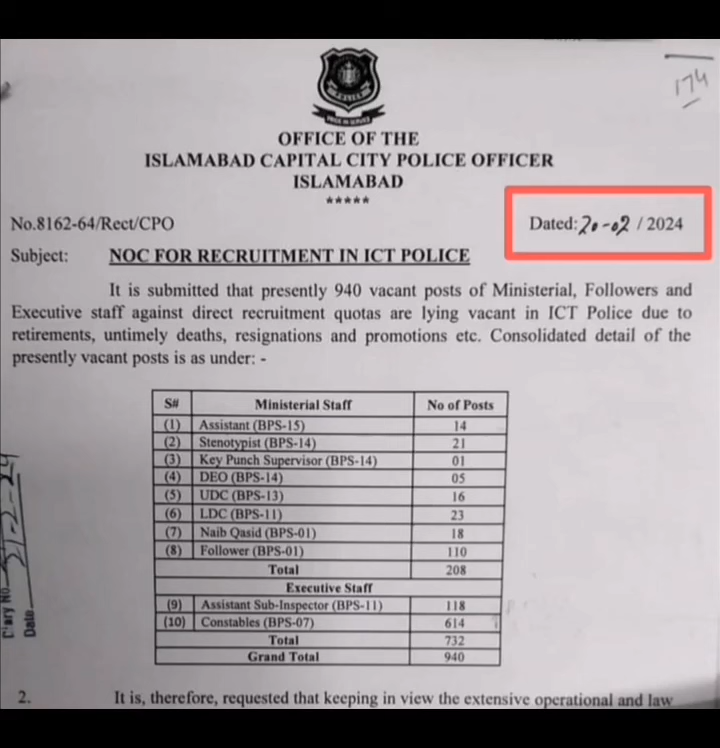 174
OFFICE OF THE
ISLAMABAD CAPITAL CITY POLICE OFFICER
ISLAMABAD
*****
No.8162-64/Rect/CPO Dated: 20-02 / 2024
Subject: NOC FOR RECRUITMENT IN ICT POLICE
It is submitted that presently 940 vacant posts of Ministerial, Followers and
Executive staff against direct recruitment quotas are lying vacant in ICT Police due to
retirements, untimely deaths, resignations and promotions etc. Consolidated detail of the
presently vacant posts is as under: -
S# Ministerial Staff No of Posts
(1) Assistant (BPS-15) 14
(2) Stenotypist (BPS-14) 21
(3) Key Punch Supervisor (BPS-14) 01
(4) DEO (BPS-14) 05
(5) UDC (BPS-13) 16
(6) LDC (BPS-11) 23
(7) Naib Qasid (BPS-01) 18
(8) Follower (BPS-01) 110
Total 208
Executive Staff
(9) Assistant Sub-Inspector (BPS-11) 118
(10) Constables (BPS-07) 614
Total 732
Grand Total 940
Diary No.
Date 21-2-24
2. It is, therefore, requested that keeping in view the extensive operational and law